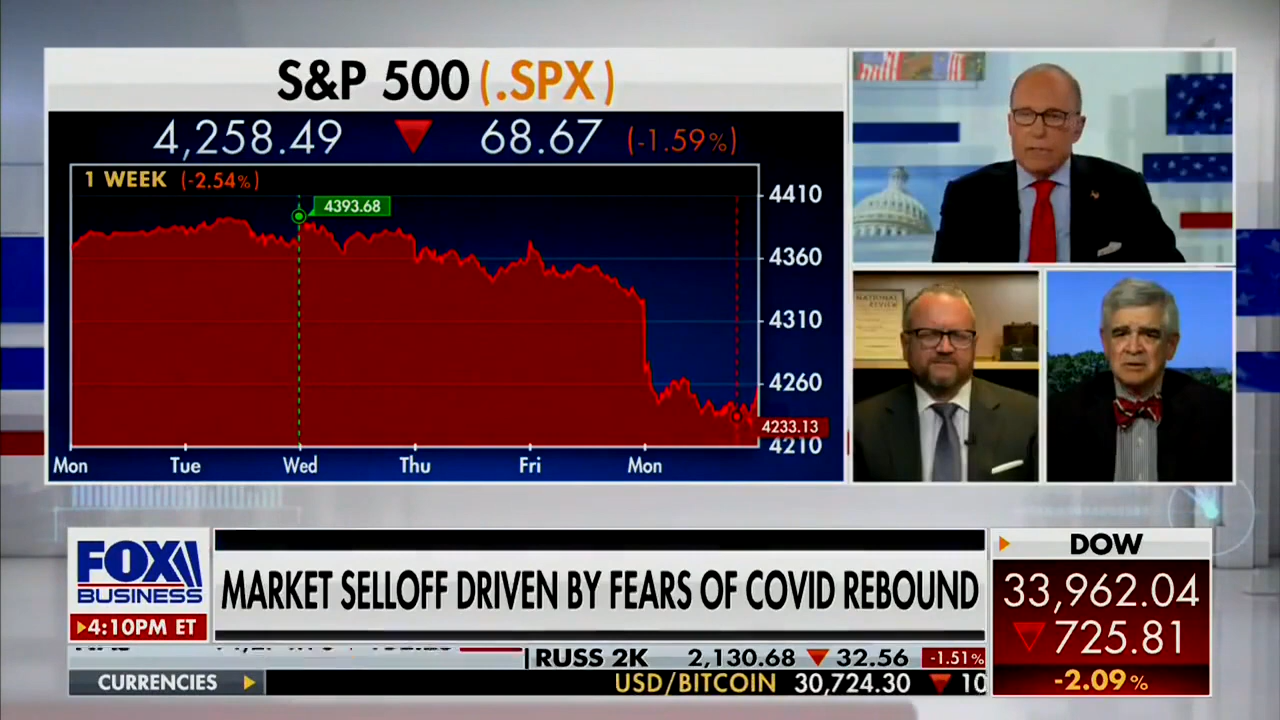 S&P 500 (.SPX)
4,258.49 ▼ 68.67 (-1.59%)
1 WEEK (-2.54%)
4393.68
4410
4360
4310
4260
4233.13
4210
Mon Tue Wed Thu Fri Mon
NATIONAL
REVIEW
FOX
BUSINESS
4:10PM ET
MARKET SELLOFF DRIVEN BY FEARS OF COVID REBOUND
DOW
33,962.04
▼ 725.81
-2.09%
RUSS 2K 2,130.68 ▼ 32.56 -1.51%
CURRENCIES
USD/BITCOIN 30,724.30 ▼ 10